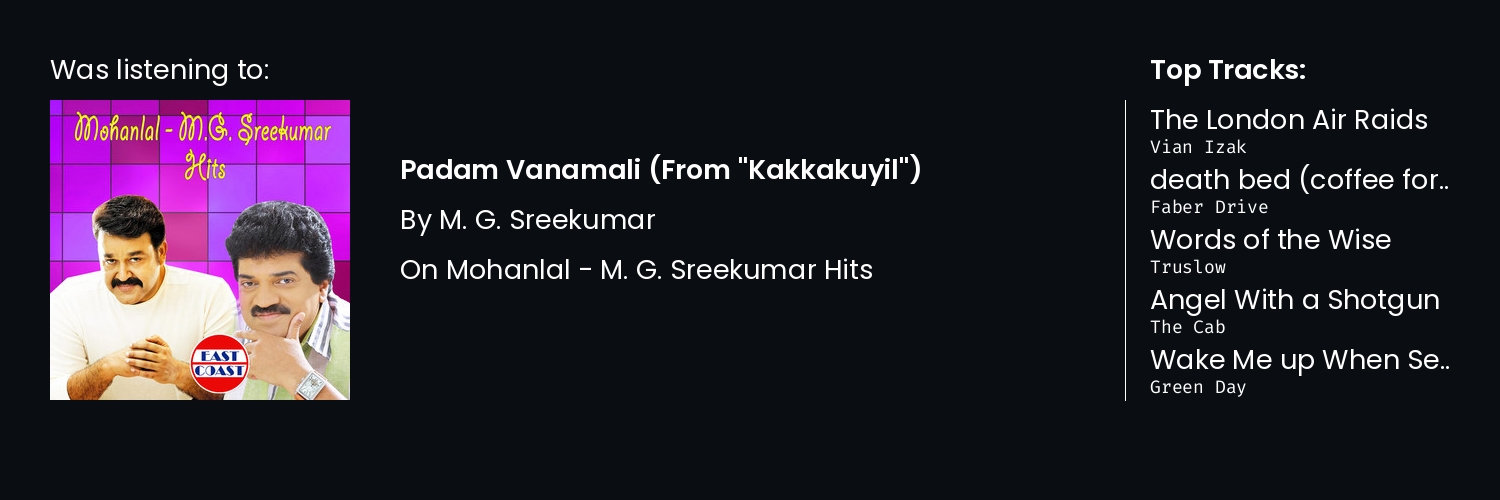 Was listening to:
Mohanlal - M.G. Sreekumar
Hits
EAST
COAST
Padam Vanamali (From "Kakkakuyil")
By M. G. Sreekumar
On Mohanlal - M. G. Sreekumar Hits
Top Tracks:
The London Air Raids
Vian Izak
death bed (coffee for..
Faber Drive
Words of the Wise
Truslow
Angel With a Shotgun
The Cab
Wake Me up When Se..
Green Day